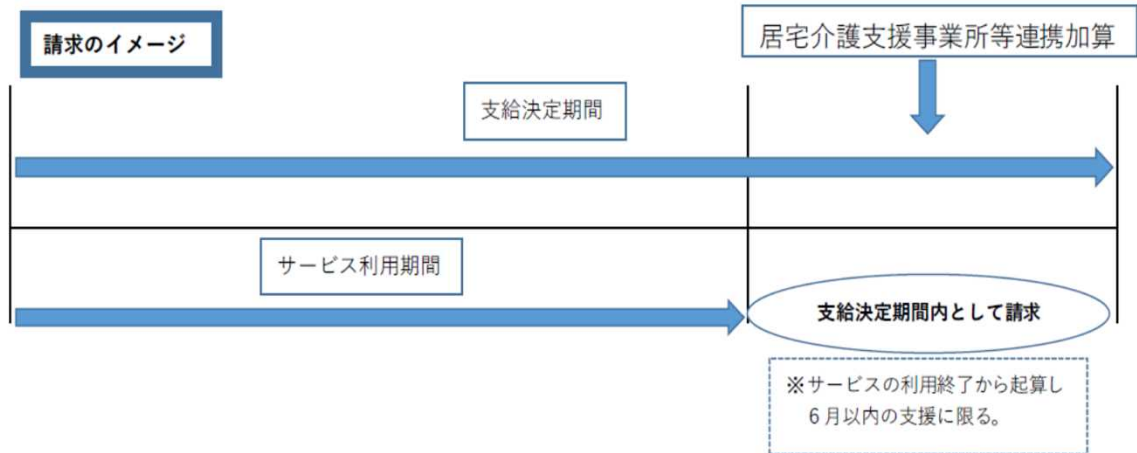 請求のイメージ
居宅介護支援事業所等連携加算
支給決定期間
サービス利用期間
支給決定期間内として請求
※サービスの利用終了から起算し
６月以内の支援に限る。